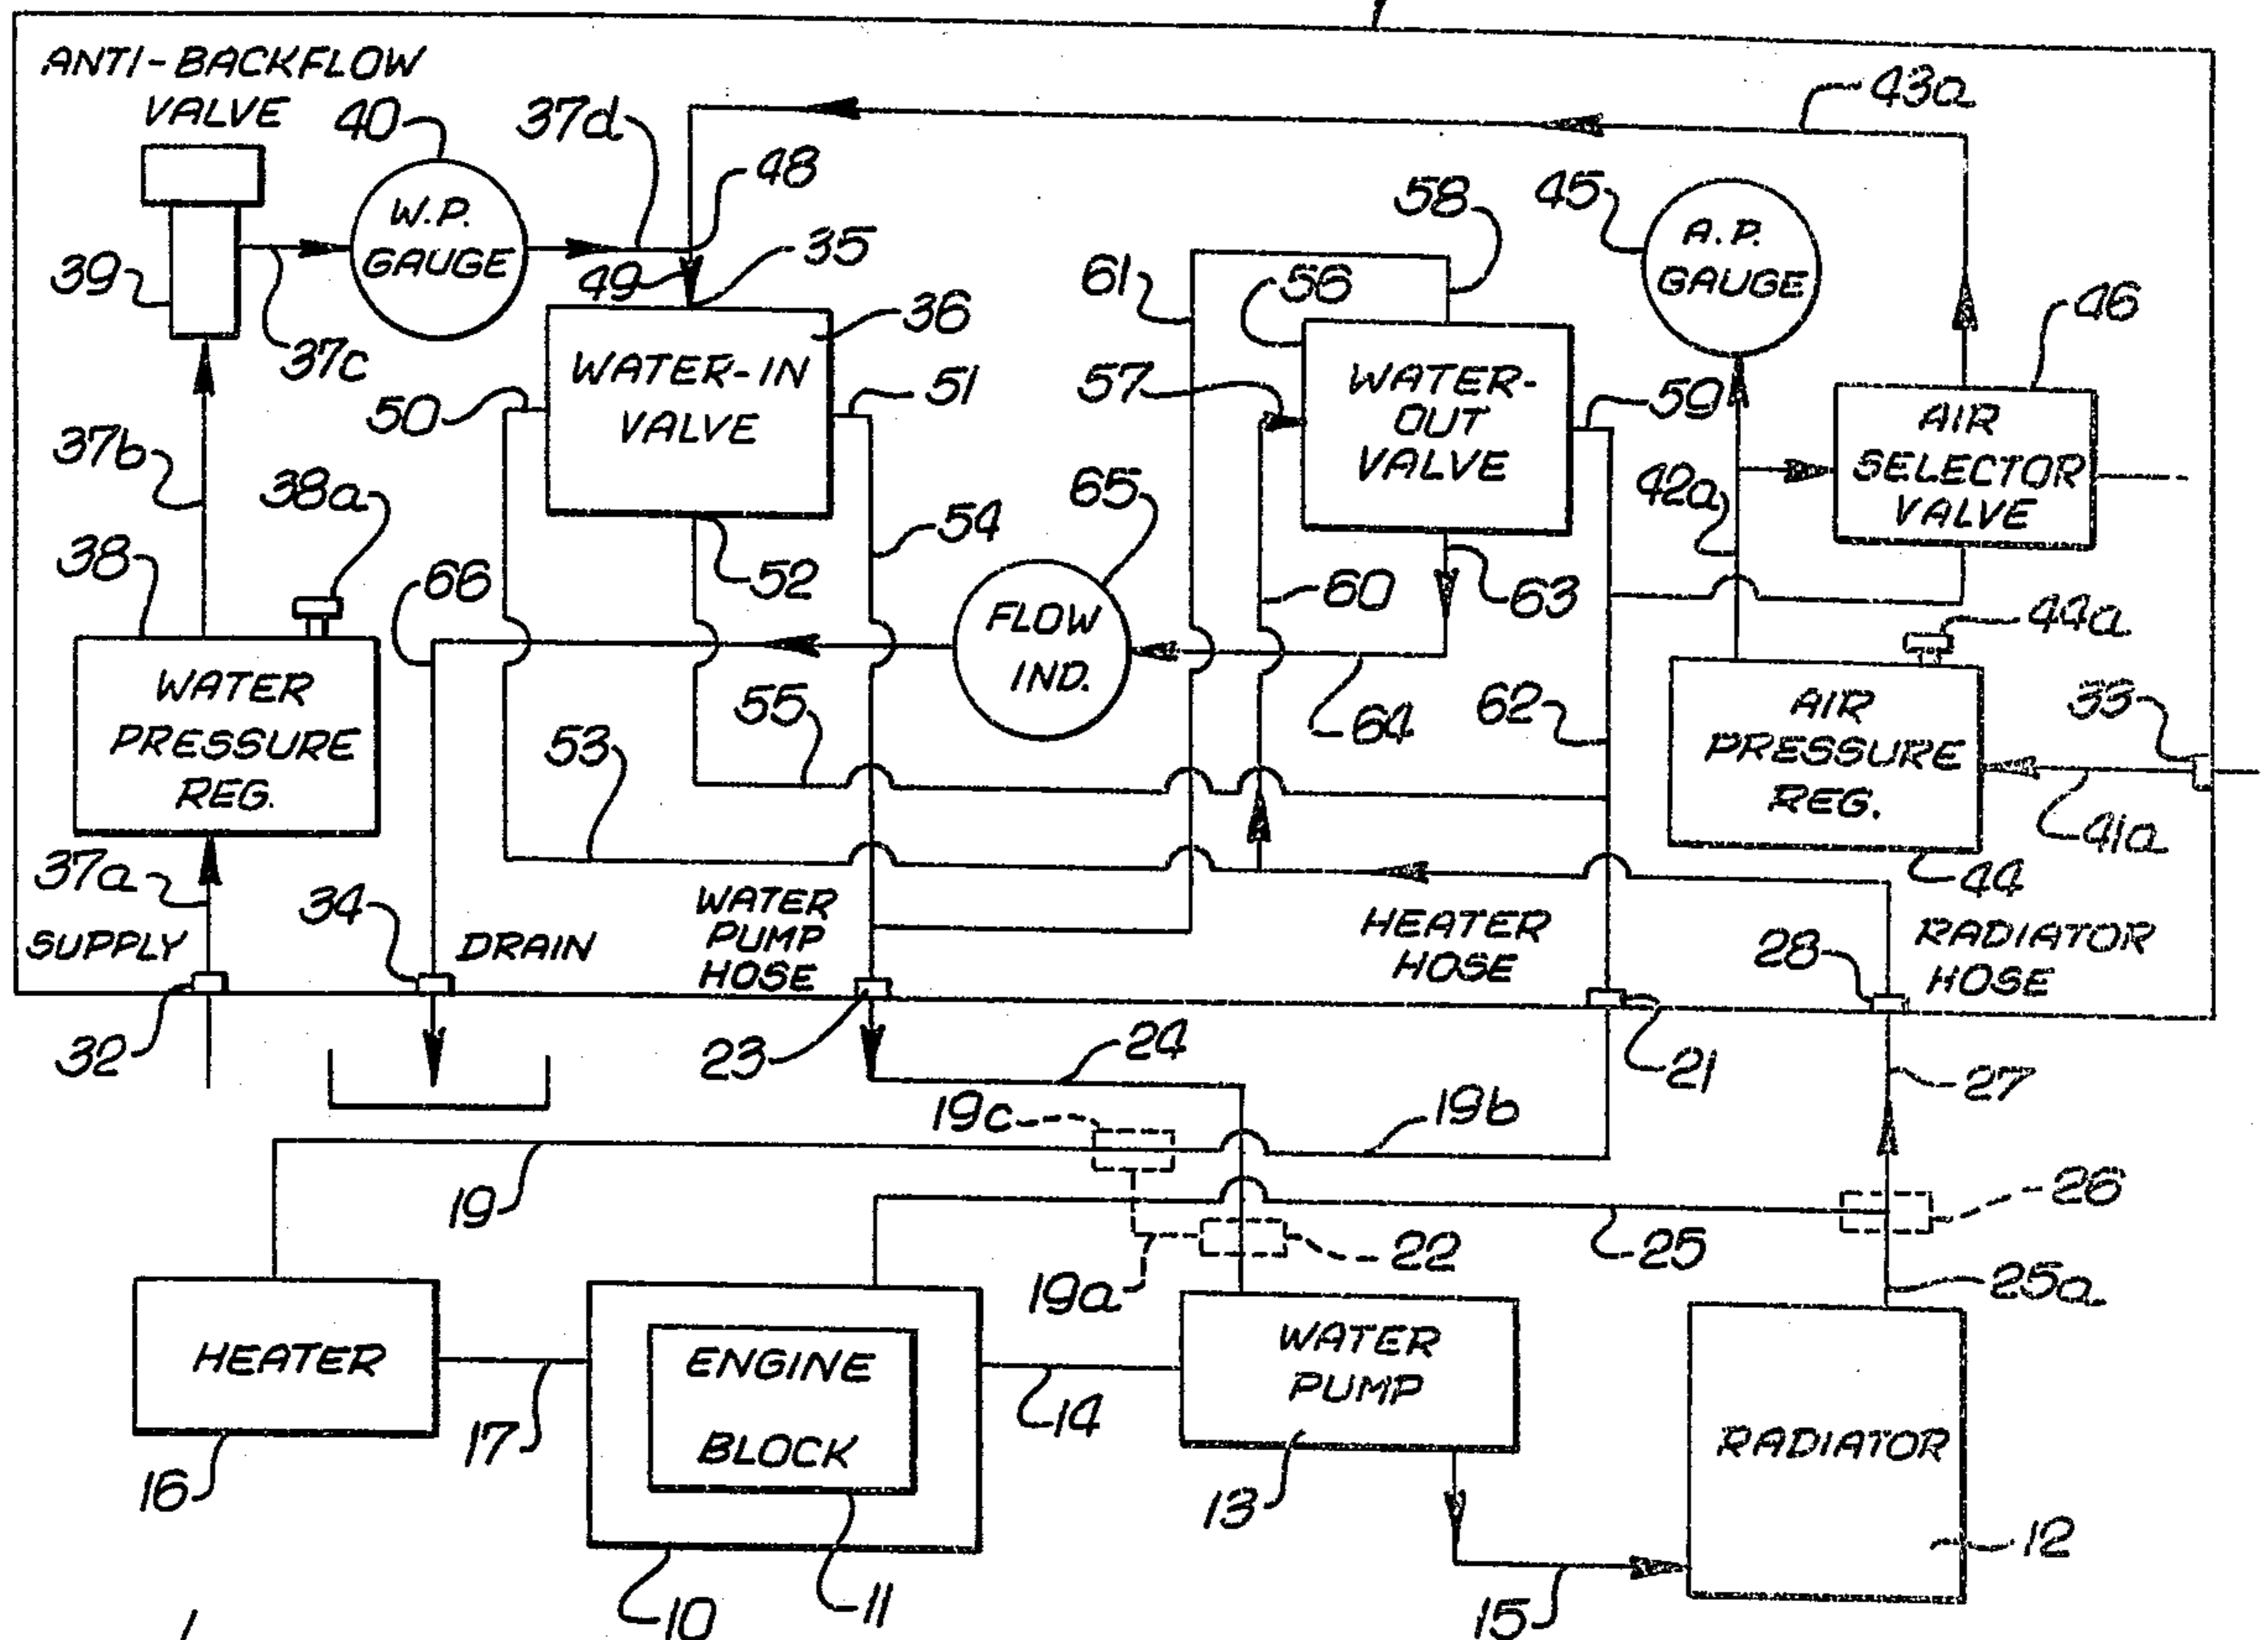 ANTI-BACKFLOW
VALVE
40
37d
48
43a
W.P.
GAUGE
39
37c
49
35
36
WATER-IN
VALVE
50
51
52
54
61
58
56
57
WATER-
OUT
VALVE
59
45
A.P.
GAUGE
46
AIR
SELECTOR
VALVE
42a
37b
38a
38
66
65
FLOW
IND.
60
63
64
62
44a
33
WATER
PRESSURE
REG.
53
55
AIR
PRESSURE
REG.
41a
44
37a
SUPPLY
34
DRAIN
WATER
PUMP
HOSE
HEATER
HOSE
28
RADIATOR
HOSE
32
23
24
21
27
19c
19b
19
19a
22
25
26
25a
HEATER
ENGINE
BLOCK
WATER
PUMP
RADIATOR
16
17
14
13
12
10
11
15